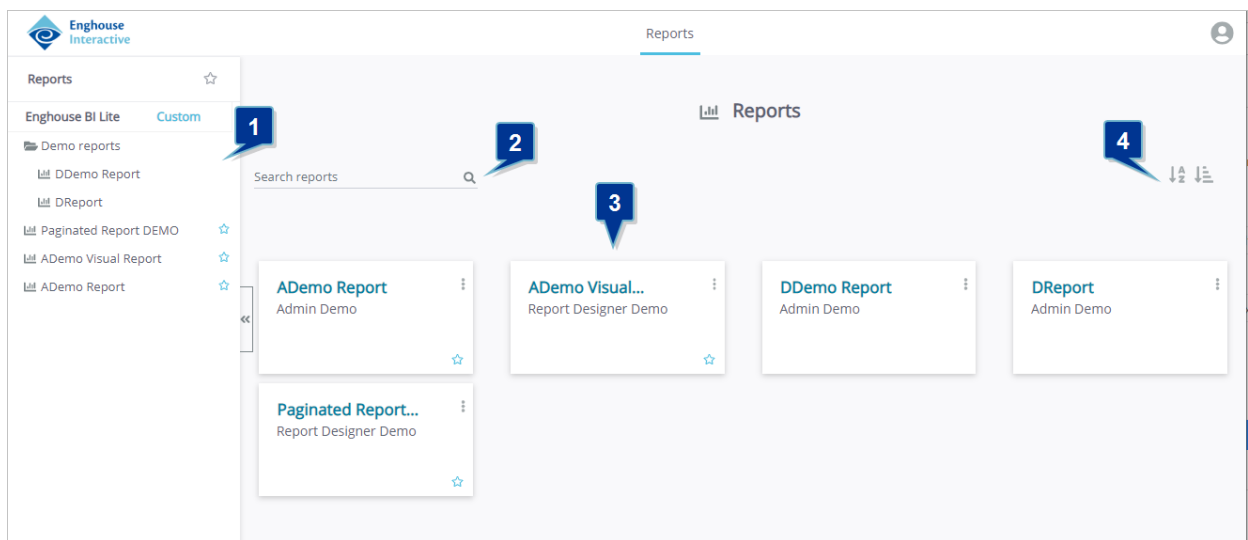 Enghouse
Interactive
Reports
Reports
Enghouse BI Lite Custom
1
Demo reports
DDemo Report
DReport
Paginated Report DEMO
ADemo Visual Report
ADemo Report
Reports
2
4
Search reports
A
Z
3
ADemo Report
Admin Demo
ADemo Visual...
Report Designer Demo
DDemo Report
Admin Demo
DReport
Admin Demo
Paginated Report...
Report Designer Demo